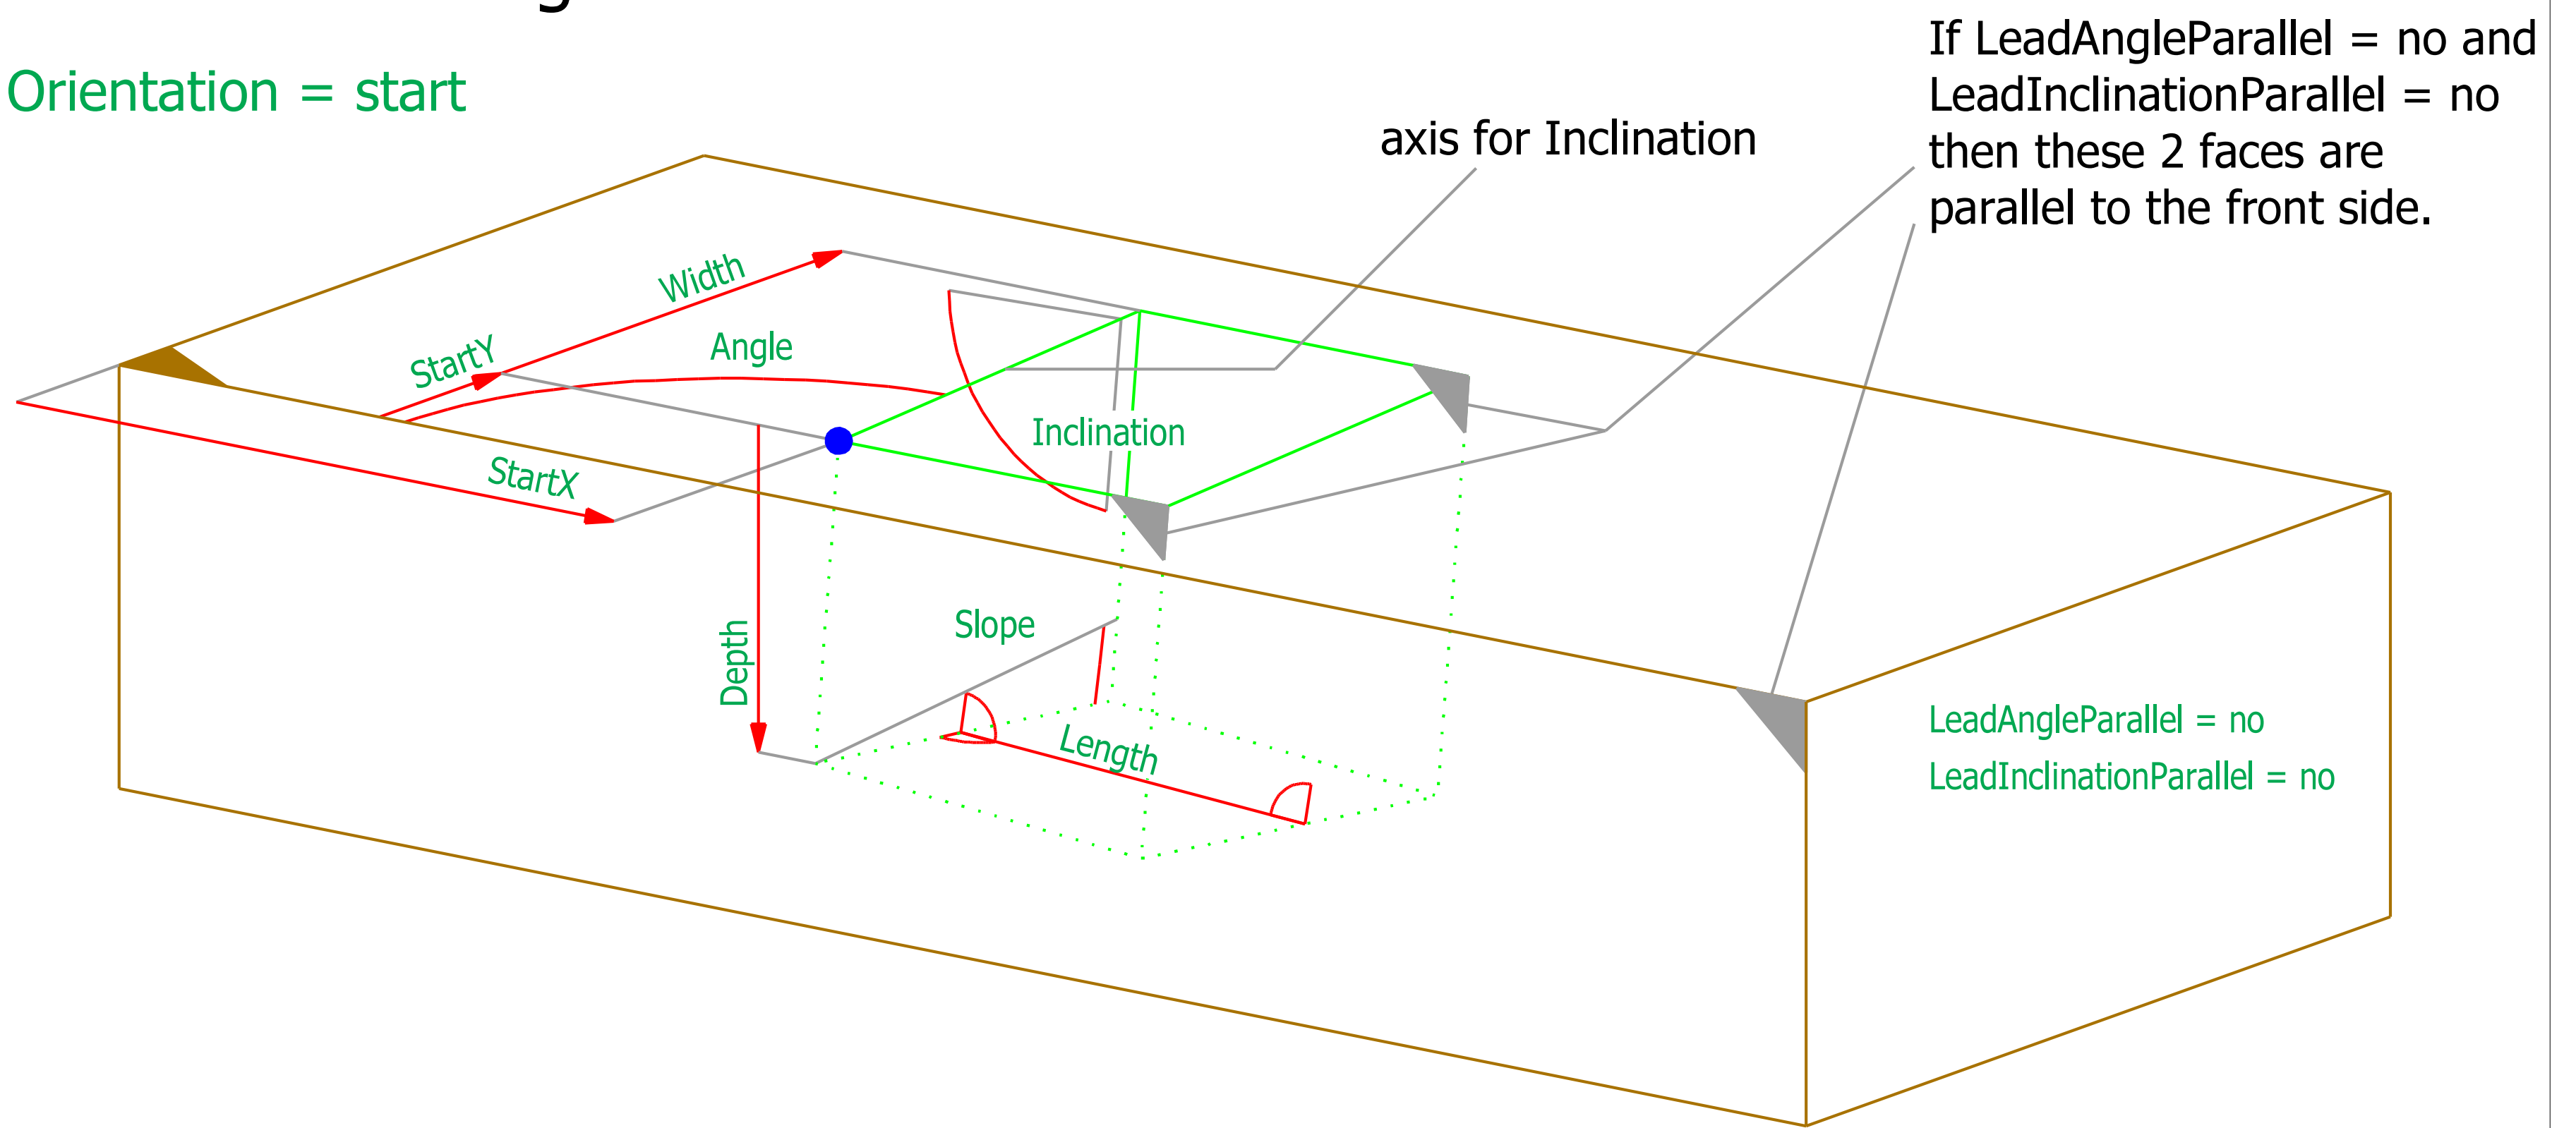 Orientation = start
If LeadAngleParallel = no and
LeadInclinationParallel = no
then these 2 faces are
parallel to the front side.
axis for Inclination
Width
StartY
Angle
Inclination
StartX
Slope
Depth
Length
LeadAngleParallel = no
LeadInclinationParallel = no